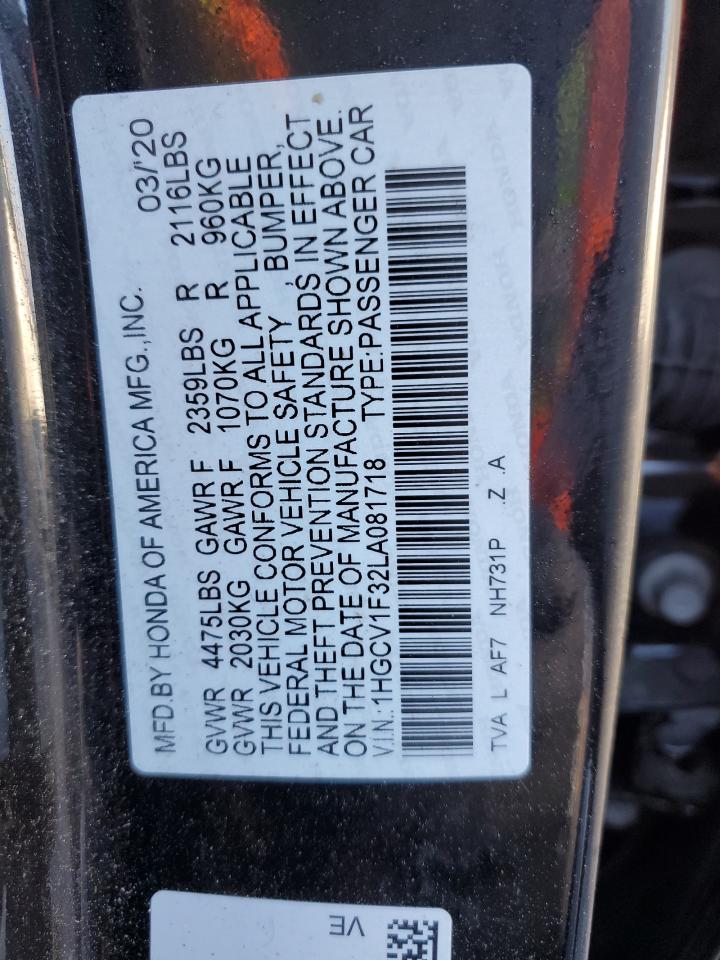 MFD.BY HONDA OF AMERICA MFG.,INC. 03/'20
GVWR 4475LBS GAWR F 2359LBS R 2116LBS
GVWR 2030KG GAWR F 1070KG R 960KG
THIS VEHICLE CONFORMS TO ALL APPLICABLE
FEDERAL MOTOR VEHICLE SAFETY , BUMPER,
AND THEFT PREVENTION STANDARDS IN EFFECT
ON THE DATE OF MANUFACTURE SHOWN ABOVE.
V.I.N.:1HGCV1F32LA081718 TYPE:PASSENGER CAR
TVA L AF7 NH731P .Z .A
VE